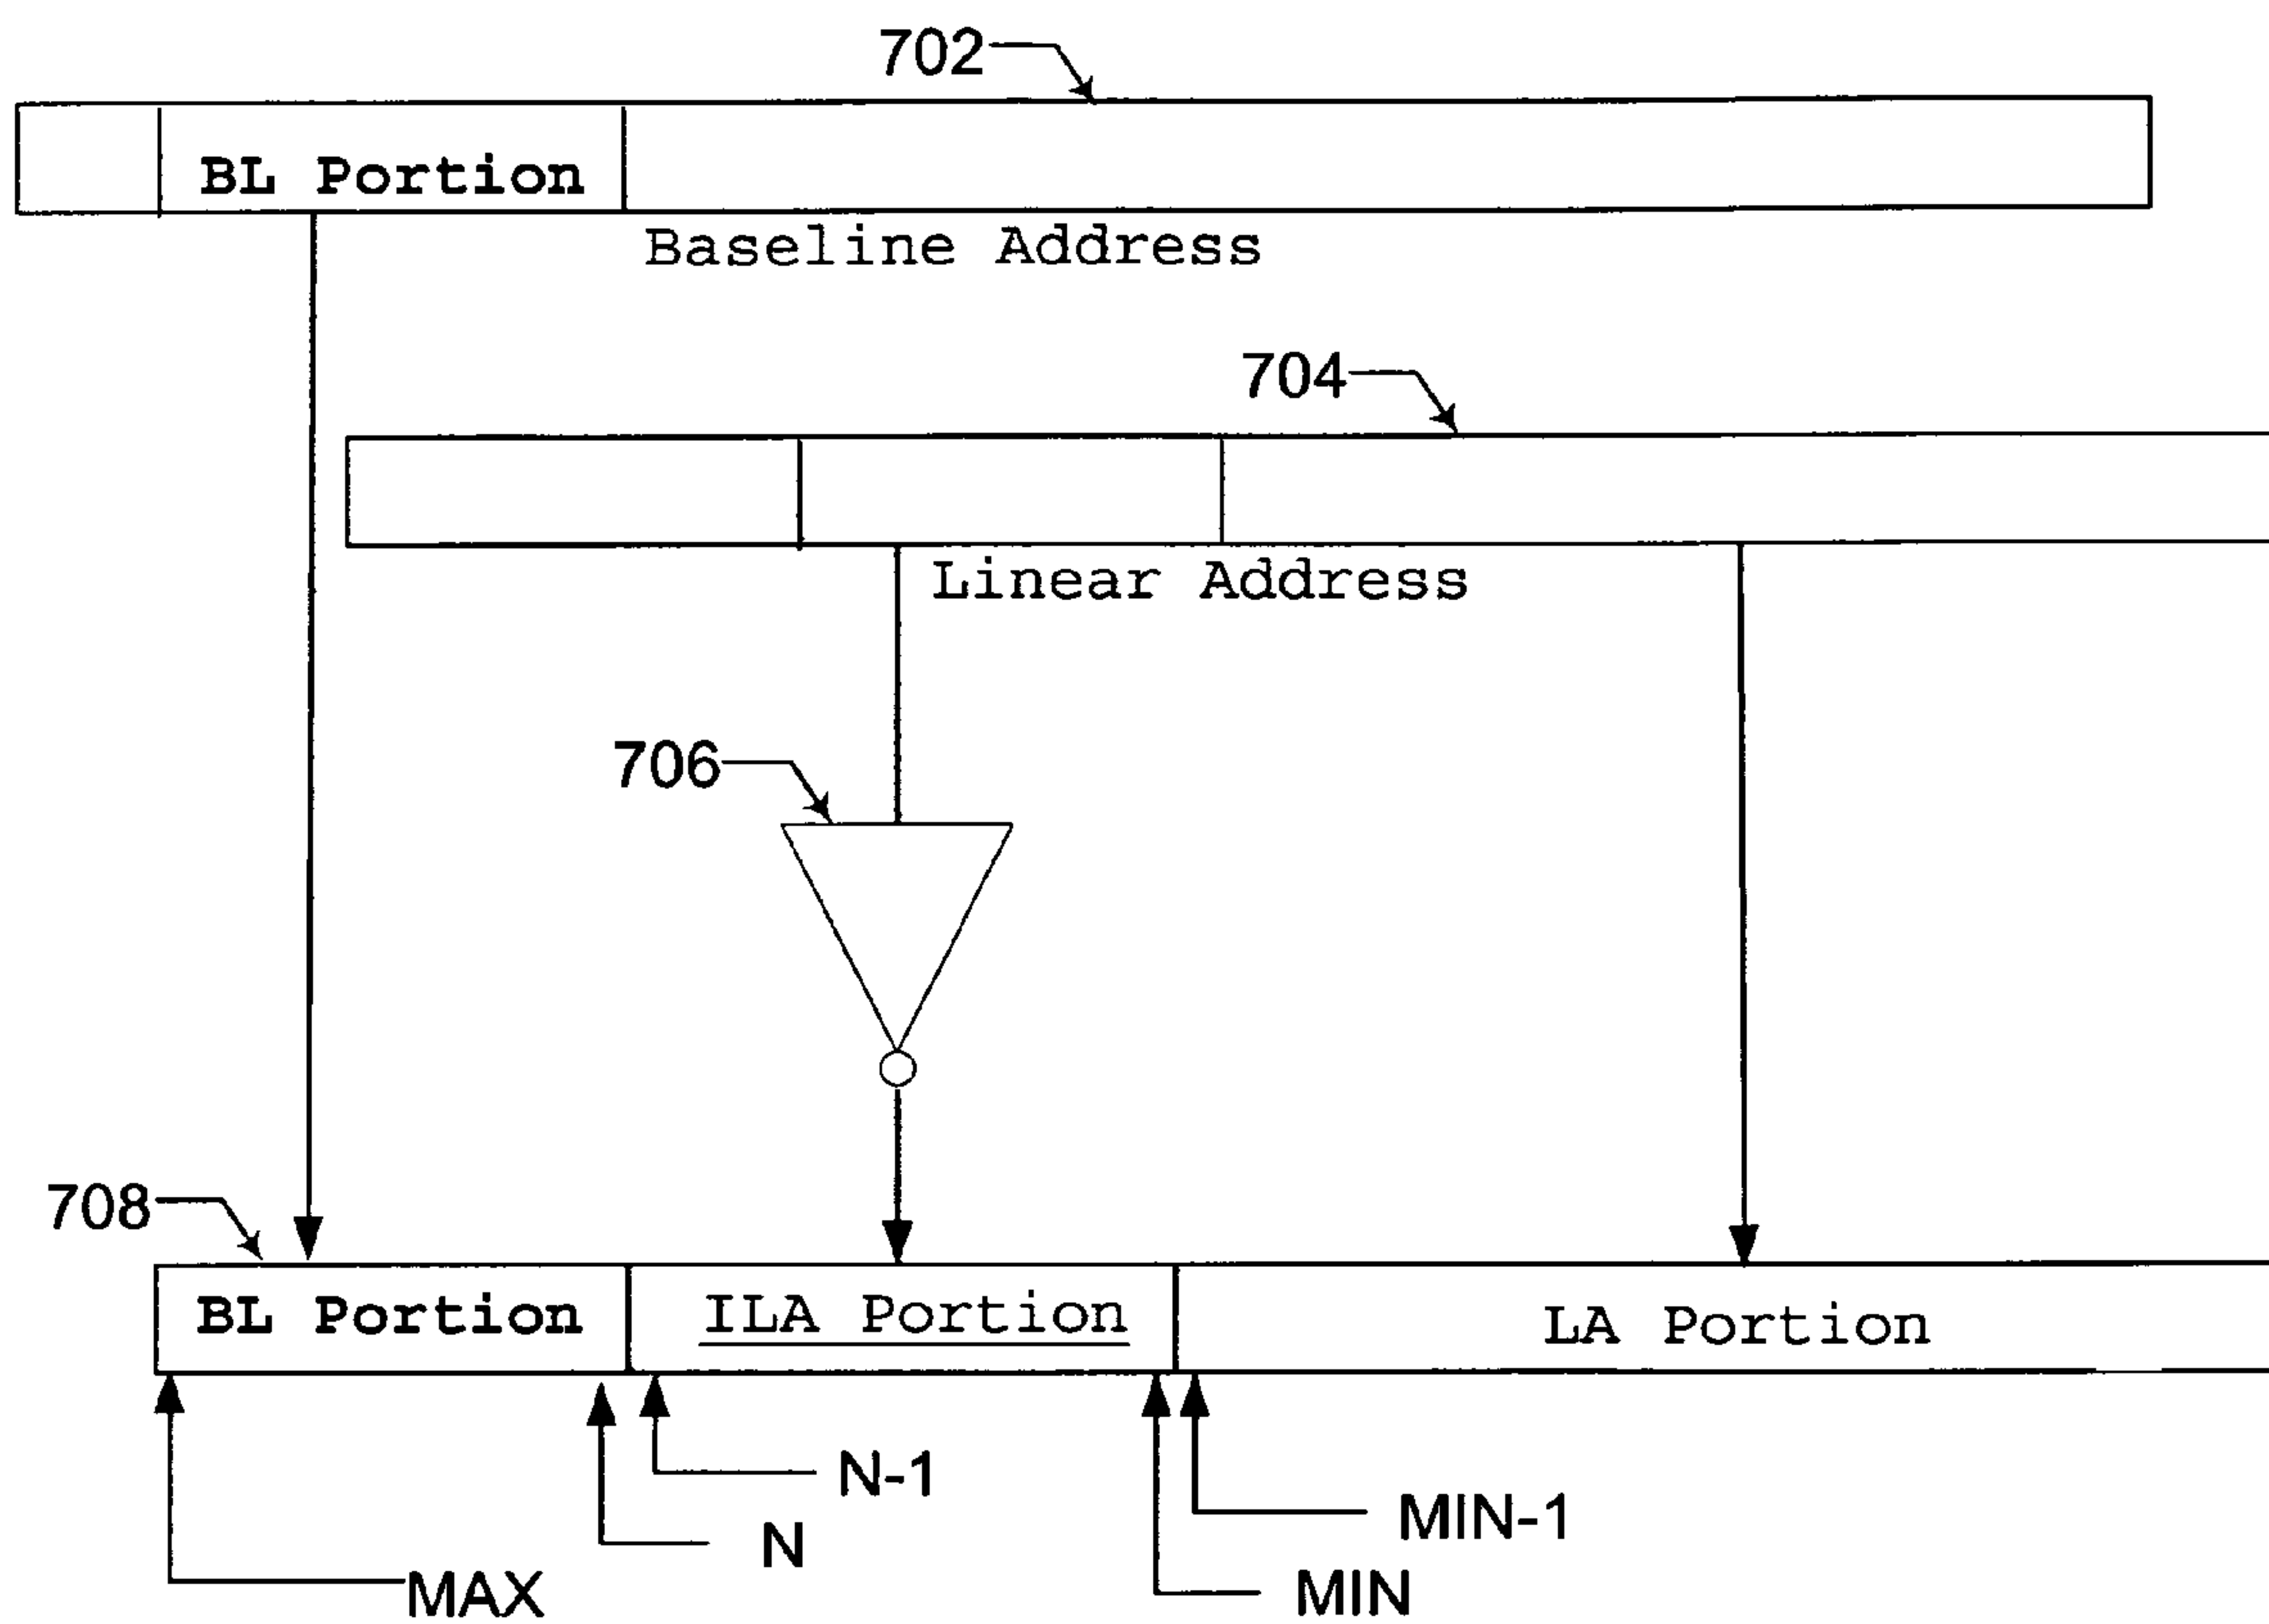 702
BL Portion
Baseline Address
704
Linear Address
706
708
BL Portion
ILA Portion
LA Portion
N-1
MIN-1
N
MAX
MIN